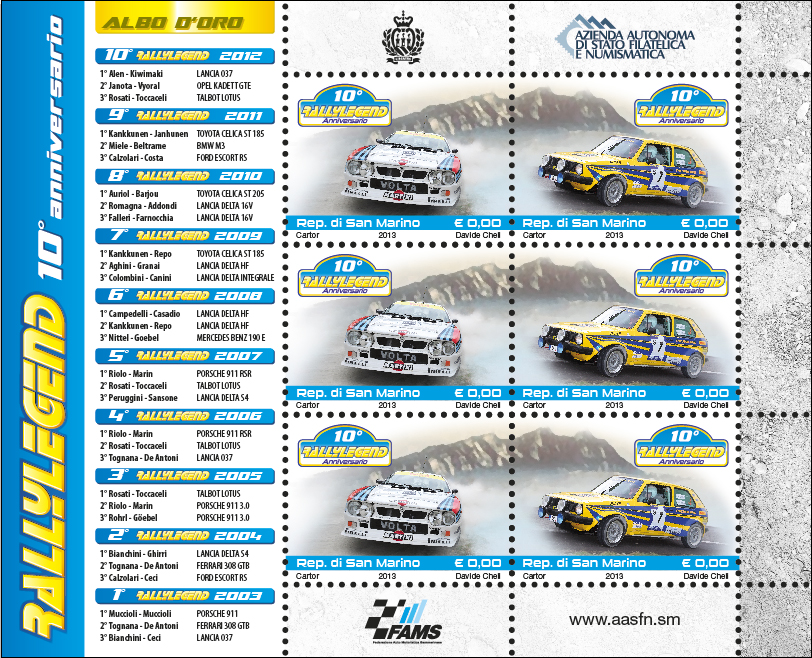 RALLYLEGEND 10° anniversario
ALBO D'ORO
10° RALLYLEGEND 2012
1° Alen - Kiwimaki LANCIA 037
2° Janota - Vyoral OPEL KADETT GTE
3° Rosati - Toccaceli TALBOT LOTUS
9° RALLYLEGEND 2011
1° Kankkunen - Janhunen TOYOTA CELICA ST 185
2° Miele - Beltrame BMW M3
3° Calzolari - Costa FORD ESCORT RS
8° RALLYLEGEND 2010
1° Auriol - Barjou TOYOTA CELICA ST 205
2° Romagna - Addondi LANCIA DELTA 16V
3° Falleri - Farnocchia LANCIA DELTA 16V
7° RALLYLEGEND 2009
1° Kankkunen - Repo TOYOTA CELICA ST 185
2° Aghini - Granai LANCIA DELTA HF
3° Colombini - Canini LANCIA DELTA INTEGRALE
6° RALLYLEGEND 2008
1° Campedelli - Casadio LANCIA DELTA HF
2° Kankkunen - Repo LANCIA DELTA HF
3° Nittel - Goebel MERCEDES BENZ 190 E
5° RALLYLEGEND 2007
1° Riolo - Marin PORSCHE 911 RSR
2° Rosati - Toccaceli TALBOT LOTUS
3° Peruggini - Sansone LANCIA DELTA S4
4° RALLYLEGEND 2006
1° Riolo - Marin PORSCHE 911 RSR
2° Rosati - Toccaceli TALBOT LOTUS
3° Tognana - De Antoni LANCIA 037
3° RALLYLEGEND 2005
1° Rosati - Toccaceli TALBOT LOTUS
2° Riolo - Marin PORSCHE 911 3.0
3° Rohrl - Göebel PORSCHE 911 3.0
2° RALLYLEGEND 2004
1° Bianchini - Ghirri LANCIA DELTA S4
2° Tognana - De Antoni FERRARI 308 GTB
3° Calzolari - Ceci FORD ESCORT RS
1° RALLYLEGEND 2003
1° Muccioli - Muccioli PORSCHE 911
2° Tognana - De Antoni FERRARI 308 GTB
3° Bianchini - Ceci LANCIA 037
AZIENDA AUTONOMA
DI STATO FILATELICA
E NUMISMATICA
10°
RALLYLEGEND
Anniversario
VOLTA
MARTINI
Rep. di San Marino € 0,00
Cartor 2013 Davide Cheli
10°
RALLYLEGEND
Anniversario
Rep. di San Marino € 0,00
Cartor 2013 Davide Cheli
10°
RALLYLEGEND
Anniversario
VOLTA
MARTINI
Rep. di San Marino € 0,00
Cartor 2013 Davide Cheli
10°
RALLYLEGEND
Anniversario
Rep. di San Marino € 0,00
Cartor 2013 Davide Cheli
10°
RALLYLEGEND
Anniversario
VOLTA
MARTINI
Rep. di San Marino € 0,00
Cartor 2013 Davide Cheli
10°
RALLYLEGEND
Anniversario
Rep. di San Marino € 0,00
Cartor 2013 Davide Cheli
FAMS
Federazione Auto Motoristica Sammarinese
www.aasfn.sm